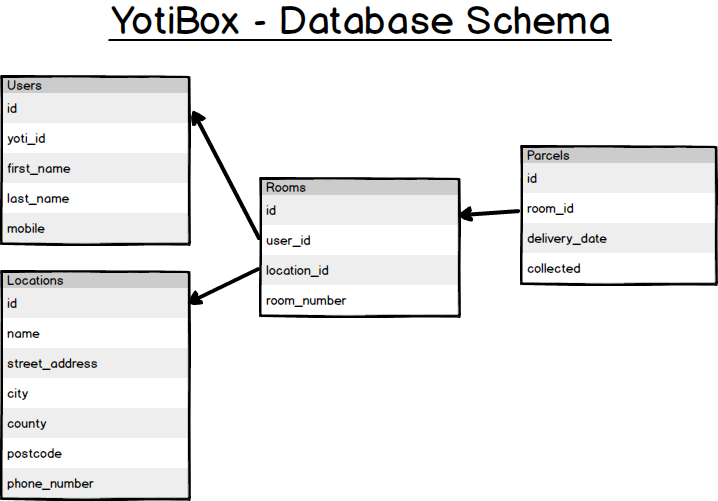 YotiBox - Database Schema
Users
id
yoti_id
first_name
last_name
mobile
Locations
id
name
street_address
city
county
postcode
phone_number
Rooms
id
user_id
location_id
room_number
Parcels
id
room_id
delivery_date
collected